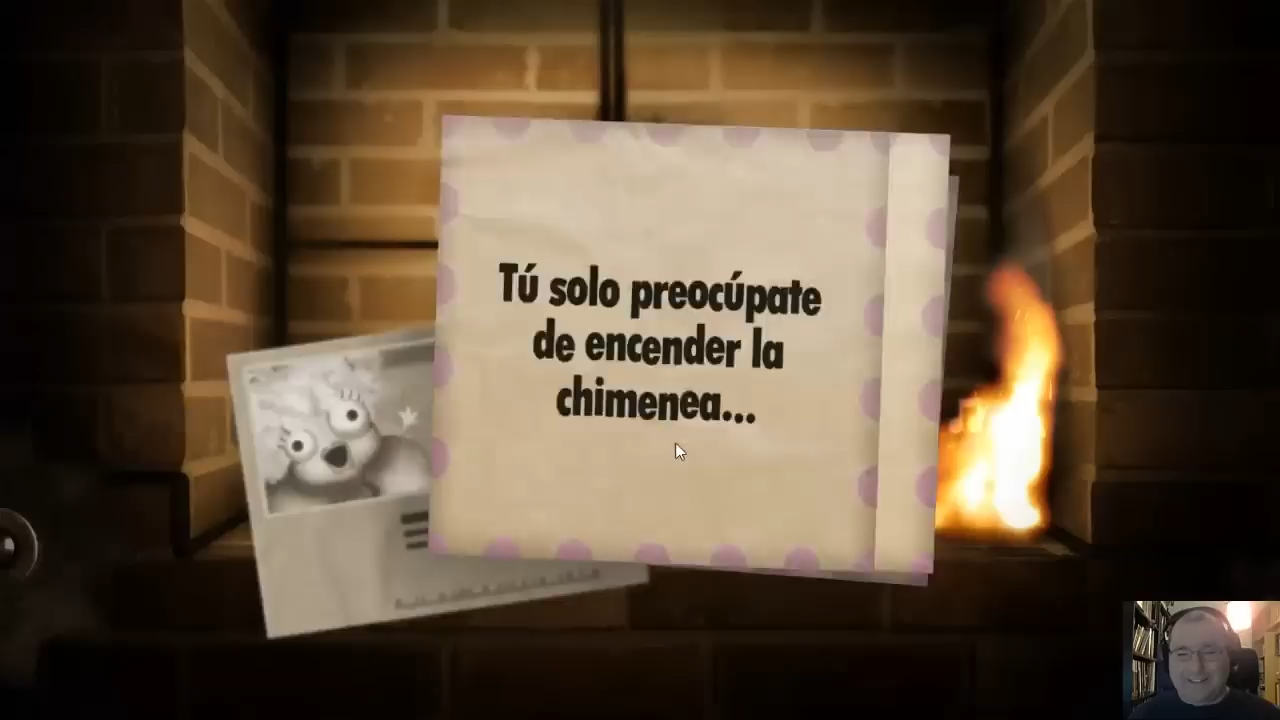 Tú solo preocúpate
de encender la
chimenea...